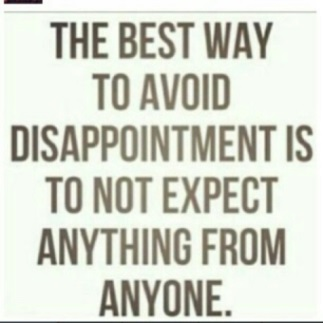 THE BEST WAY
TO AVOID
DISAPPOINTMENT IS
TO NOT EXPECT
ANYTHING FROM
ANYONE.